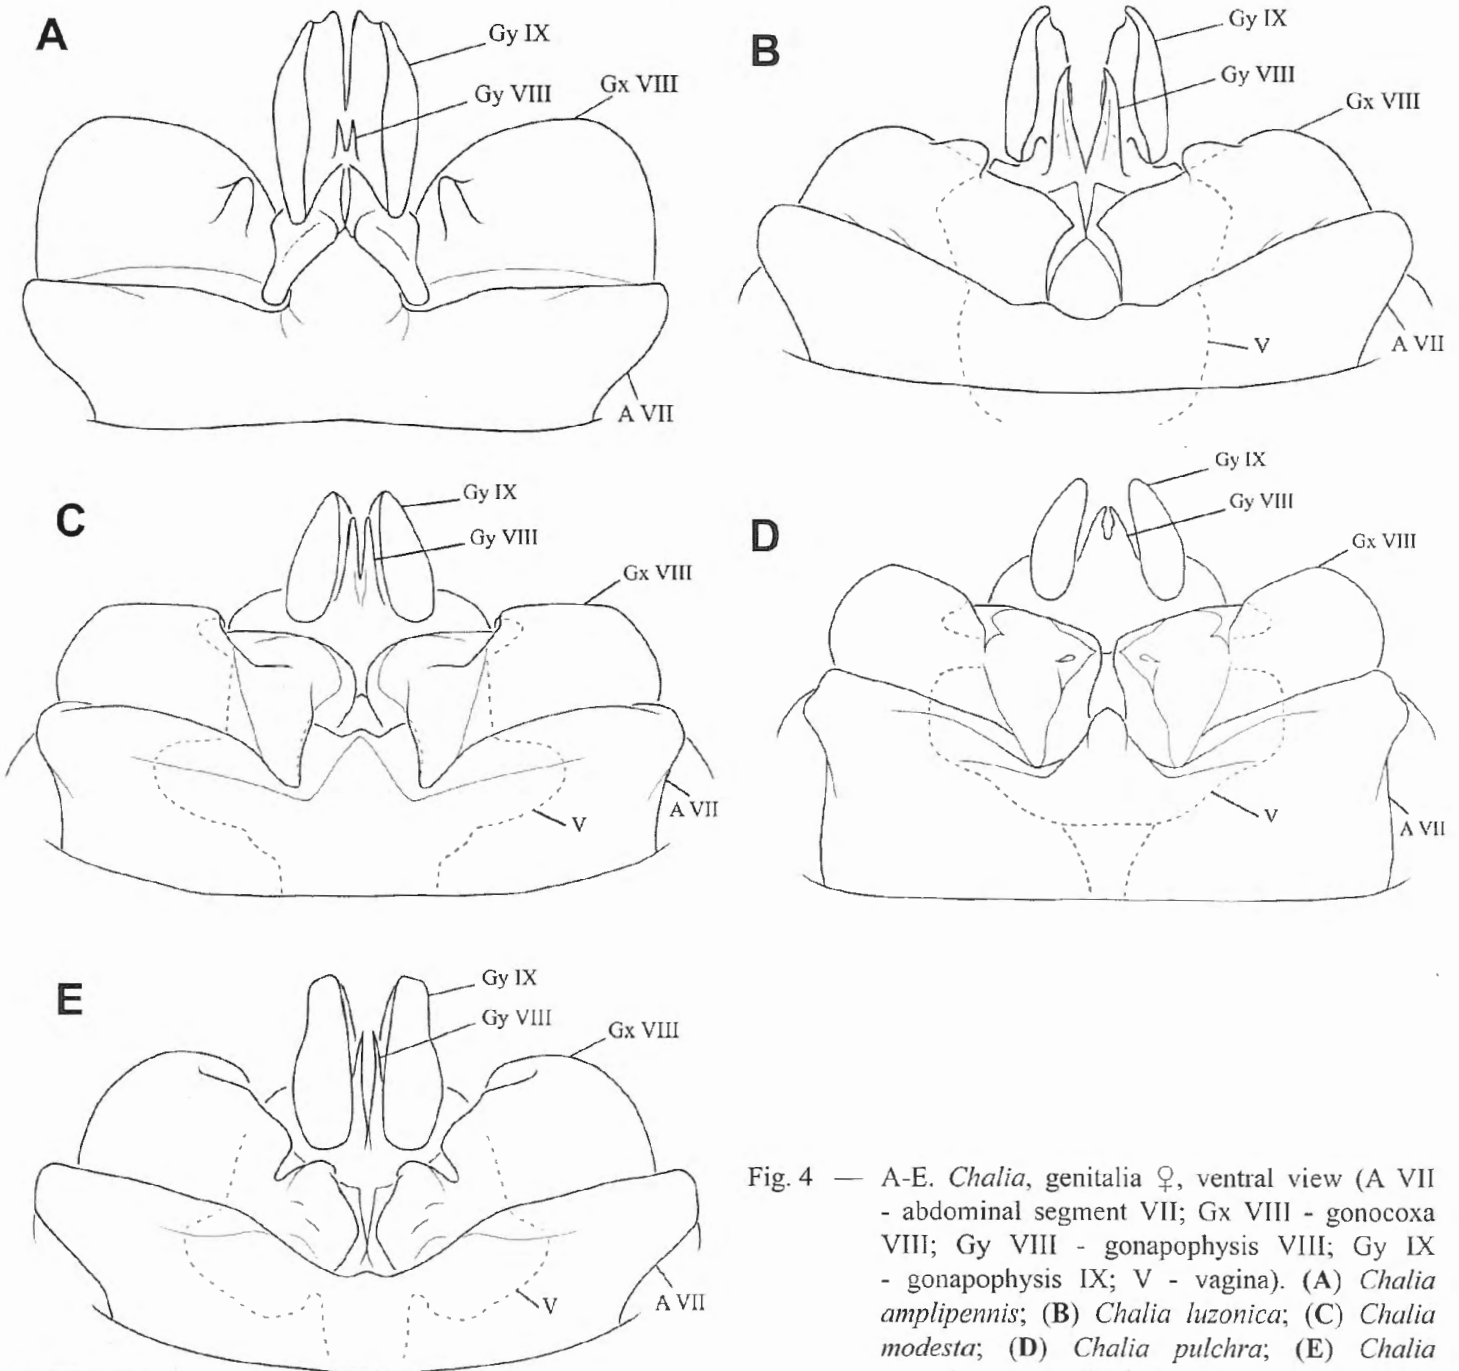 A
Gy IX
Gy VIII
Gx VIII
A VII
B
Gy IX
Gy VIII
Gx VIII
V
A VII
C
Gy IX
Gy VIII
Gx VIII
V
A VII
D
Gy IX
Gy VIII
Gx VIII
V
A VII
E
Gy IX
Gy VIII
Gx VIII
V
A VII
Fig. 4 — A-E. Chalia, genitalia ♀, ventral view (A VII
- abdominal segment VII; Gx VIII - gonocoxa
VIII; Gy VIII - gonapophysis VIII; Gy IX
- gonapophysis IX; V - vagina). (A) Chalia
amplipennis; (B) Chalia luzonica; (C) Chalia
modesta; (D) Chalia pulchra; (E) Chalia